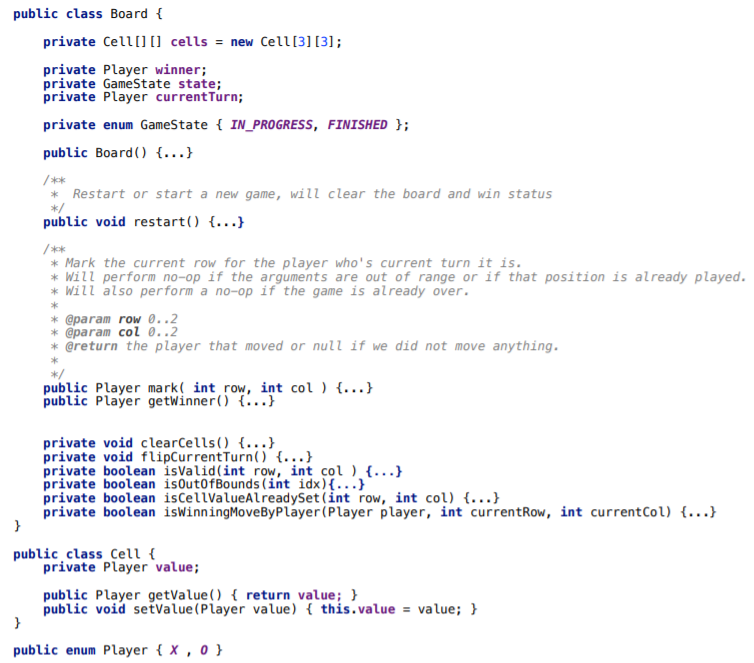 public class Board {
private Cell[][] cells = new Cell[3][3];
private Player winner;
private GameState state;
private Player currentTurn;
private enum GameState { IN_PROGRESS, FINISHED };
public Board() {...}
/**
* Restart or start a new game, will clear the board and win status
*/
public void restart() {...}
/**
* Mark the current row for the player who's current turn it is.
* Will perform no-op if the arguments are out of range or if that position is already played.
* Will also perform a no-op if the game is already over.
*
* @param row 0..2
* @param col 0..2
* @return the player that moved or null if we did not move anything.
*
*/
public Player mark( int row, int col ) {...}
public Player getWinner() {...}
private void clearCells() {...}
private void flipCurrentTurn() {...}
private boolean isValid(int row, int col ) {...}
private boolean isOutOfBounds(int idx){...}
private boolean isCellValueAlreadySet(int row, int col) {...}
private boolean isWinningMoveByPlayer(Player player, int currentRow, int currentCol) {...}
}
public class Cell {
private Player value;
public Player getValue() { return value; }
public void setValue(Player value) { this.value = value; }
}
public enum Player { X , O }